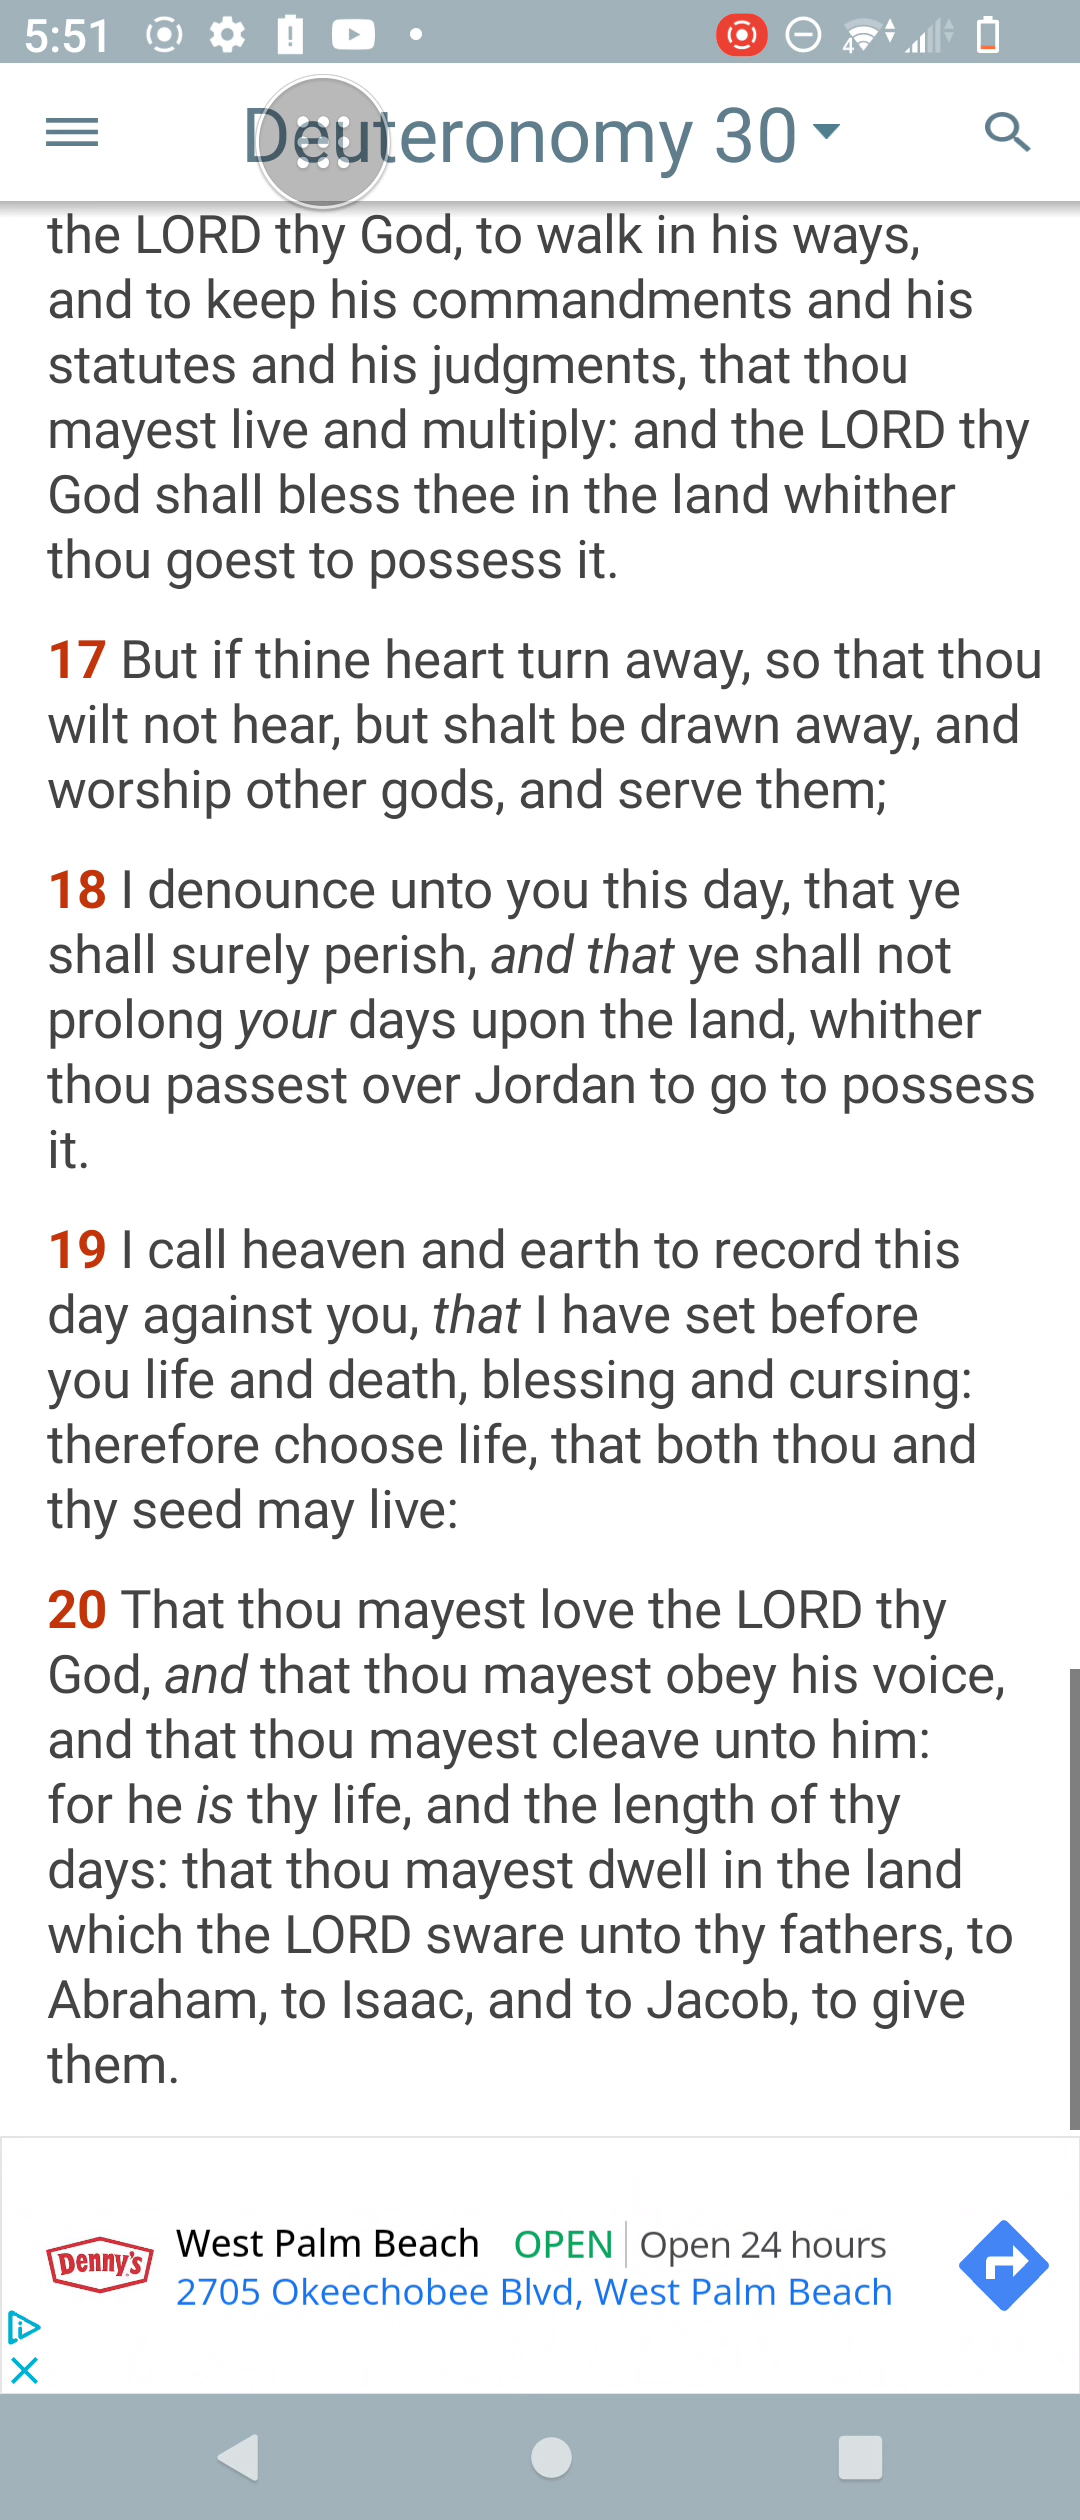 5:51
4
Deuteronomy 30
the LORD thy God, to walk in his ways,
and to keep his commandments and his
statutes and his judgments, that thou
mayest live and multiply: and the LORD thy
God shall bless thee in the land whither
thou goest to possess it.
17 But if thine heart turn away, so that thou
wilt not hear, but shalt be drawn away, and
worship other gods, and serve them;
18 I denounce unto you this day, that ye
shall surely perish, and that ye shall not
prolong your days upon the land, whither
thou passest over Jordan to go to possess
it.
19 I call heaven and earth to record this
day against you, that I have set before
you life and death, blessing and cursing:
therefore choose life, that both thou and
thy seed may live:
20 That thou mayest love the LORD thy
God, and that thou mayest obey his voice,
and that thou mayest cleave unto him:
for he is thy life, and the length of thy
days: that thou mayest dwell in the land
which the LORD sware unto thy fathers, to
Abraham, to Isaac, and to Jacob, to give
them.
Denny's
West Palm Beach OPEN Open 24 hours
2705 Okeechobee Blvd, West Palm Beach